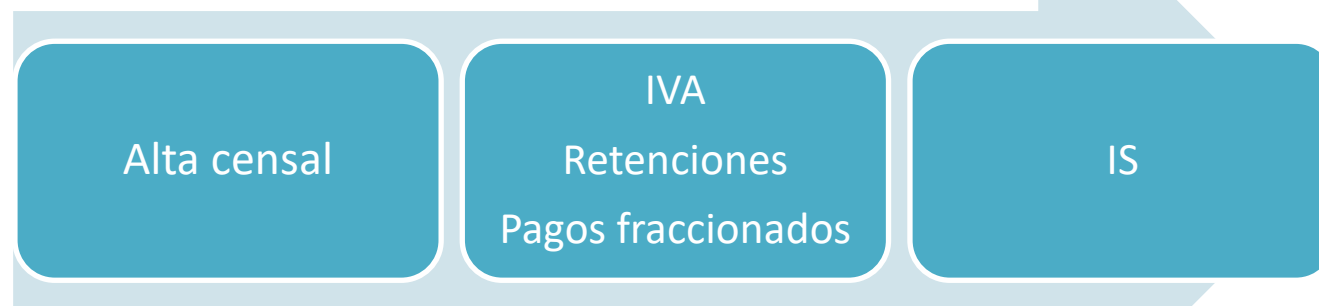 Alta censal
IVA
Retenciones
Pagos fraccionados
IS